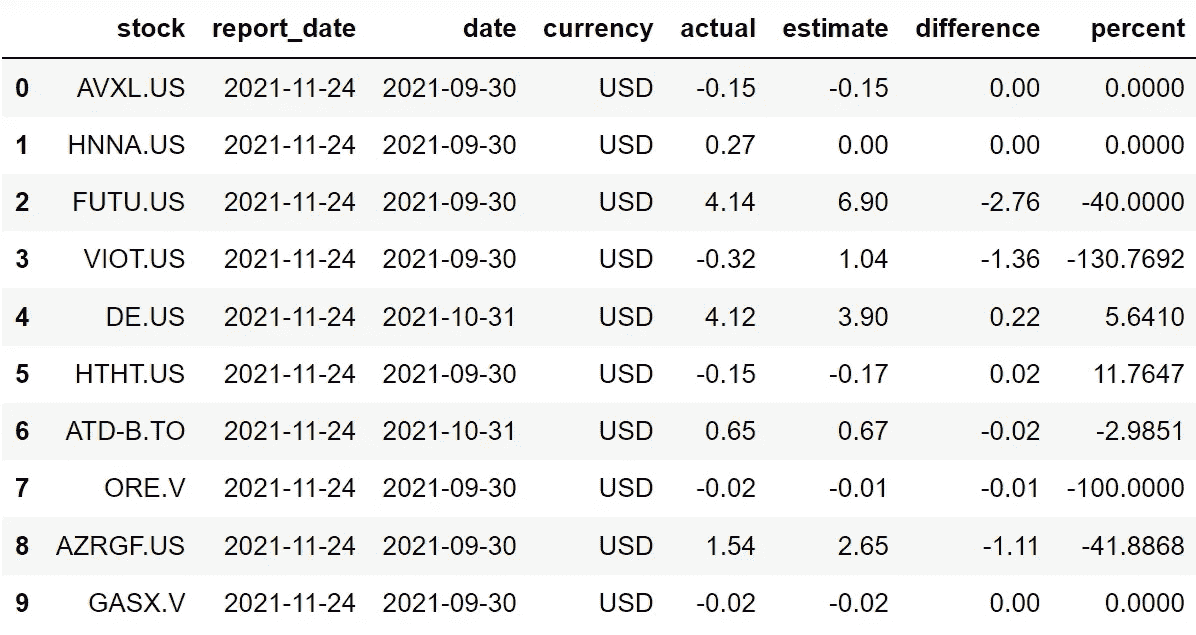 stock report_date date currency actual estimate difference percent
0 AVXL.US 2021-11-24 2021-09-30 USD -0.15 -0.15 0.00 0.0000
1 HNNA.US 2021-11-24 2021-09-30 USD 0.27 0.00 0.00 0.0000
2 FUTU.US 2021-11-24 2021-09-30 USD 4.14 6.90 -2.76 -40.0000
3 VIOT.US 2021-11-24 2021-09-30 USD -0.32 1.04 -1.36 -130.7692
4 DE.US 2021-11-24 2021-10-31 USD 4.12 3.90 0.22 5.6410
5 HTHT.US 2021-11-24 2021-09-30 USD -0.15 -0.17 0.02 11.7647
6 ATD-B.TO 2021-11-24 2021-10-31 USD 0.65 0.67 -0.02 -2.9851
7 ORE.V 2021-11-24 2021-09-30 USD -0.02 -0.01 -0.01 -100.0000
8 AZRGF.US 2021-11-24 2021-09-30 USD 1.54 2.65 -1.11 -41.8868
9 GASX.V 2021-11-24 2021-09-30 USD -0.02 -0.02 0.00 0.0000